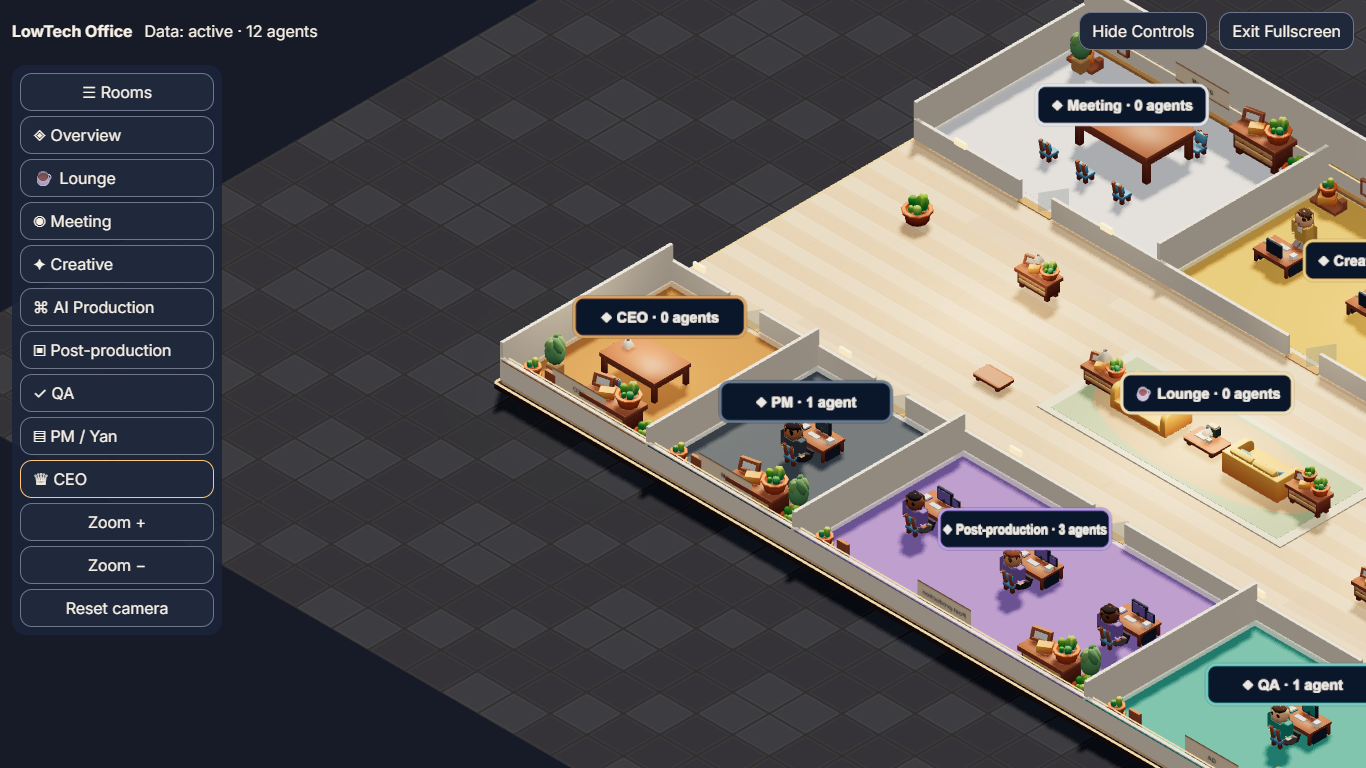 LowTech Office Data: active · 12 agents
Hide Controls
Exit Fullscreen
☰ Rooms
◈ Overview
Lounge
◉ Meeting
✦ Creative
⌘ AI Production
▣ Post-production
✓ QA
▤ PM / Yan
♛ CEO
Zoom +
Zoom −
Reset camera
◆ Meeting · 0 agents
◆ Crea
◆ CEO · 0 agents
◆ PM · 1 agent
Lounge · 0 agents
◆ Post-production · 3 agents
◆ QA · 1 agent